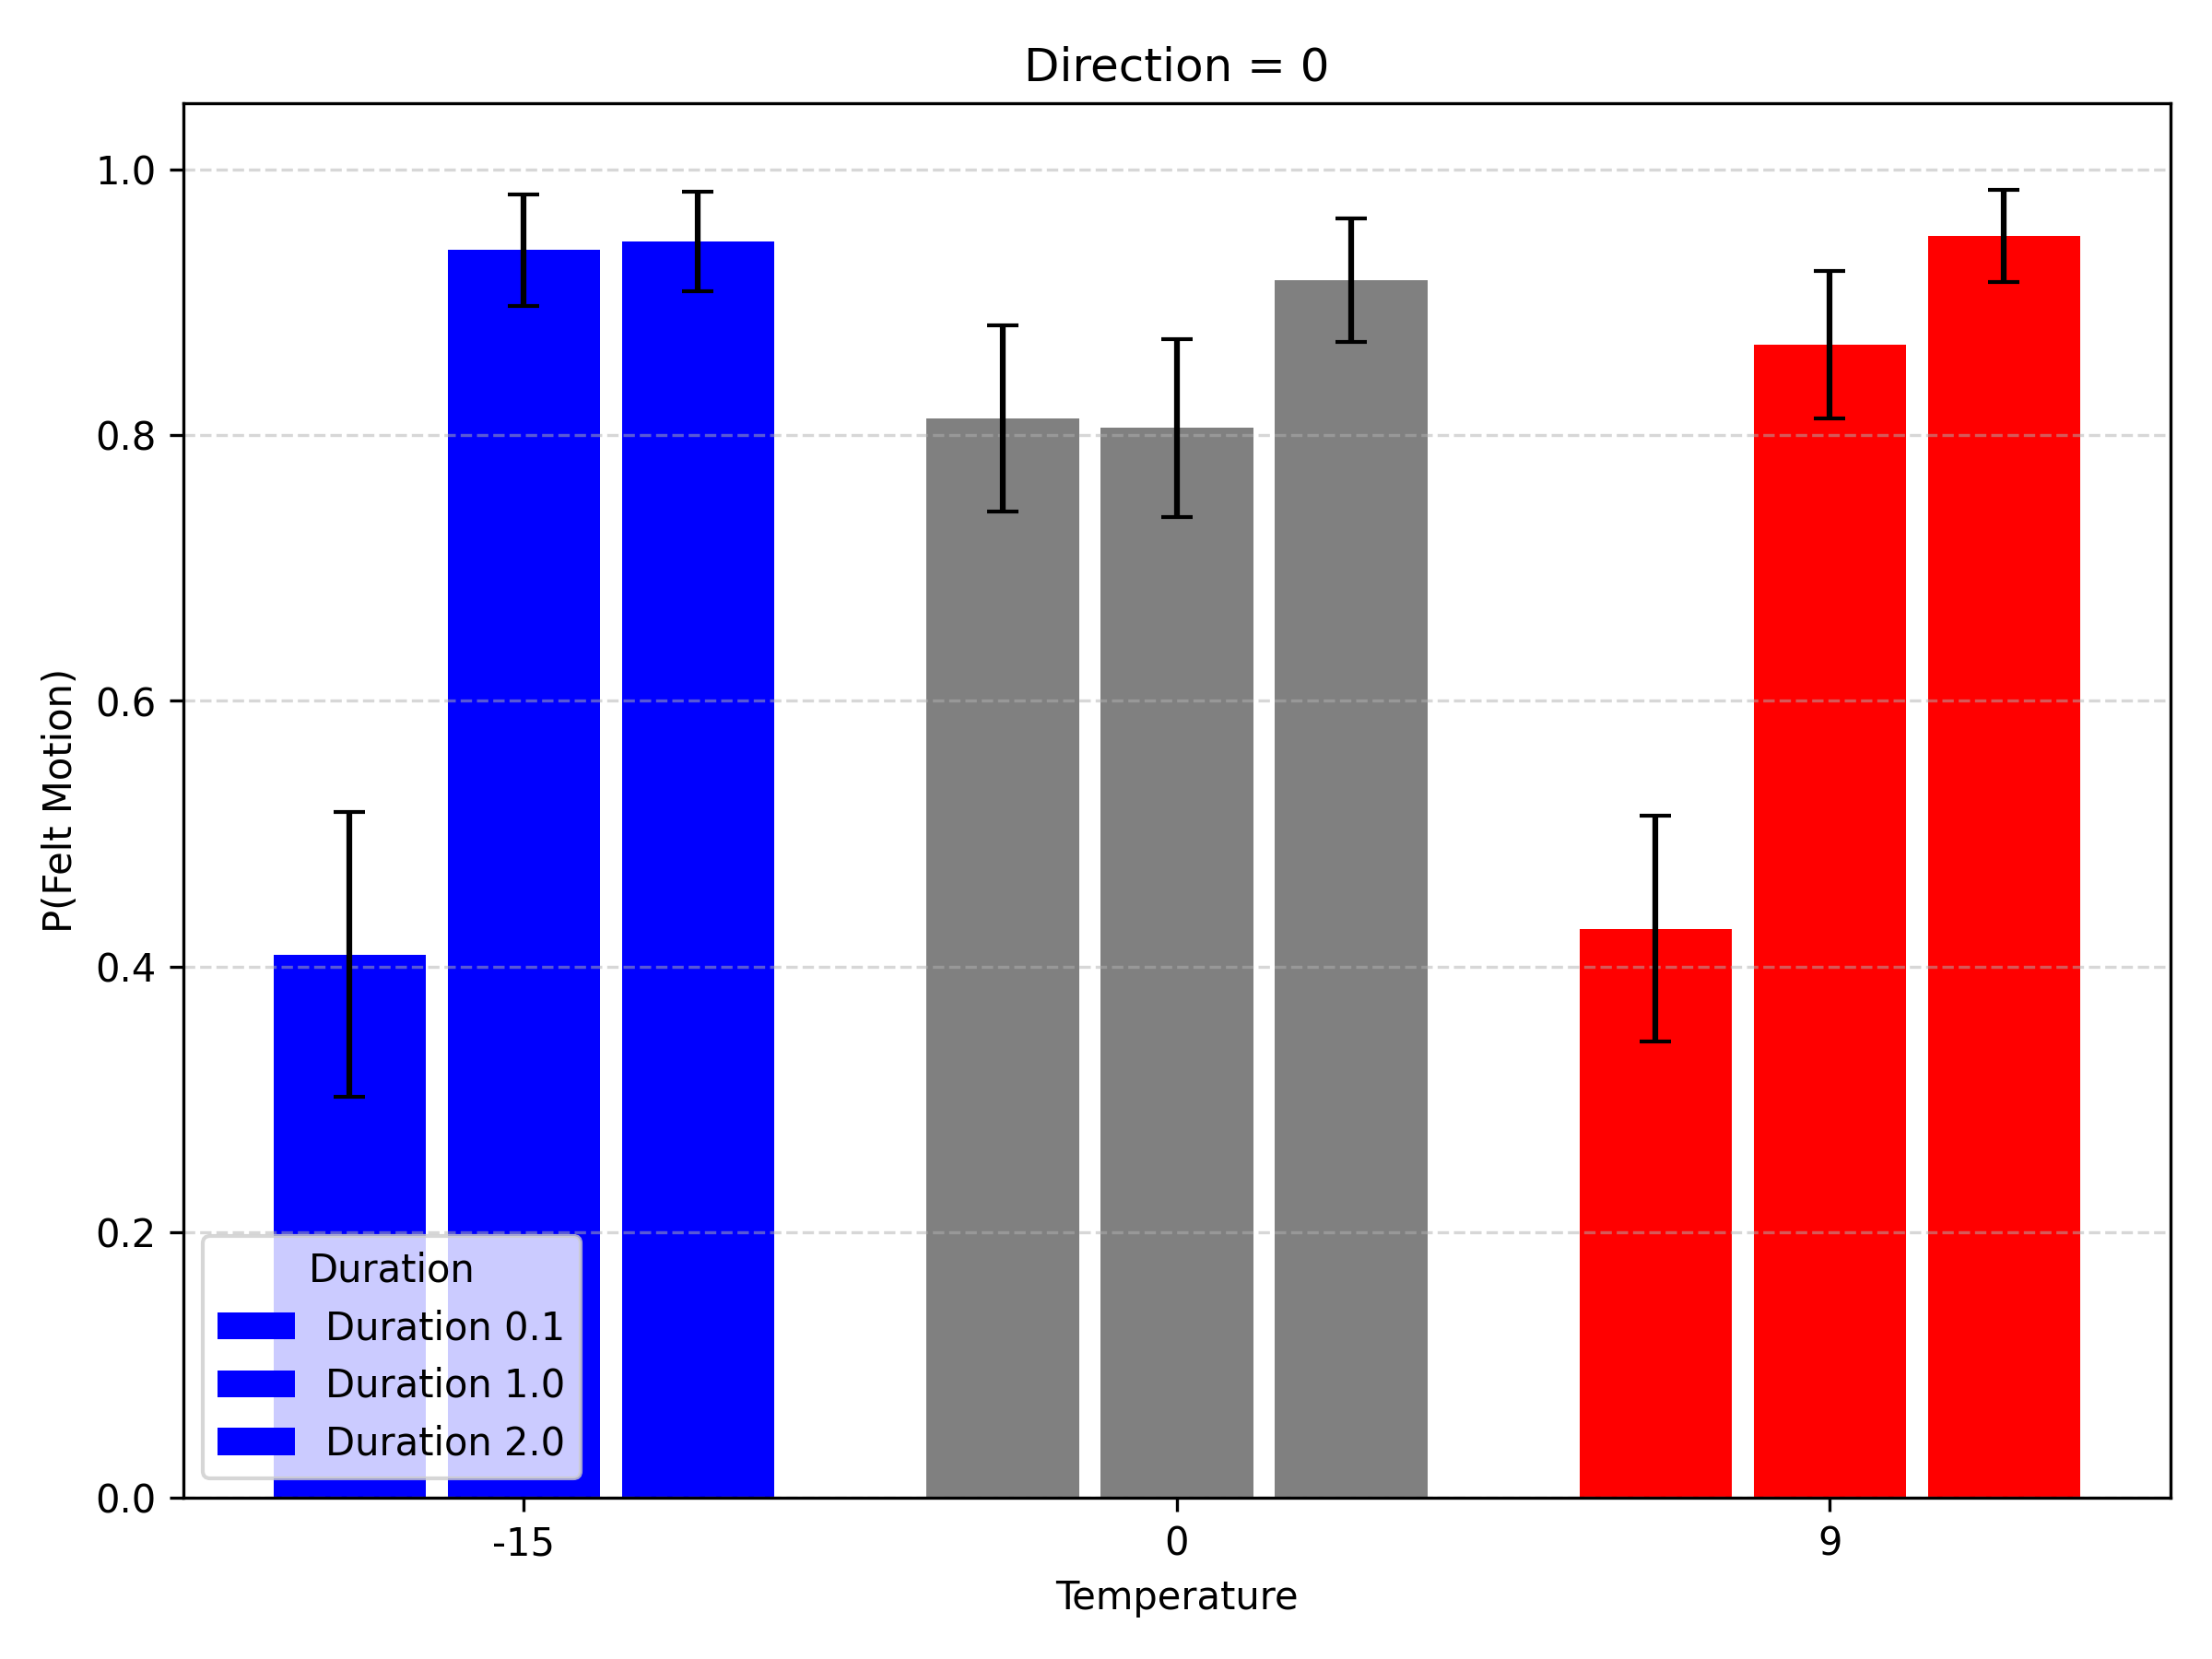 Direction = 0
1.0
0.8
0.6
0.4
0.2
0.0
P(Felt Motion)
Duration
Duration 0.1
Duration 1.0
Duration 2.0
-15
0
9
Temperature